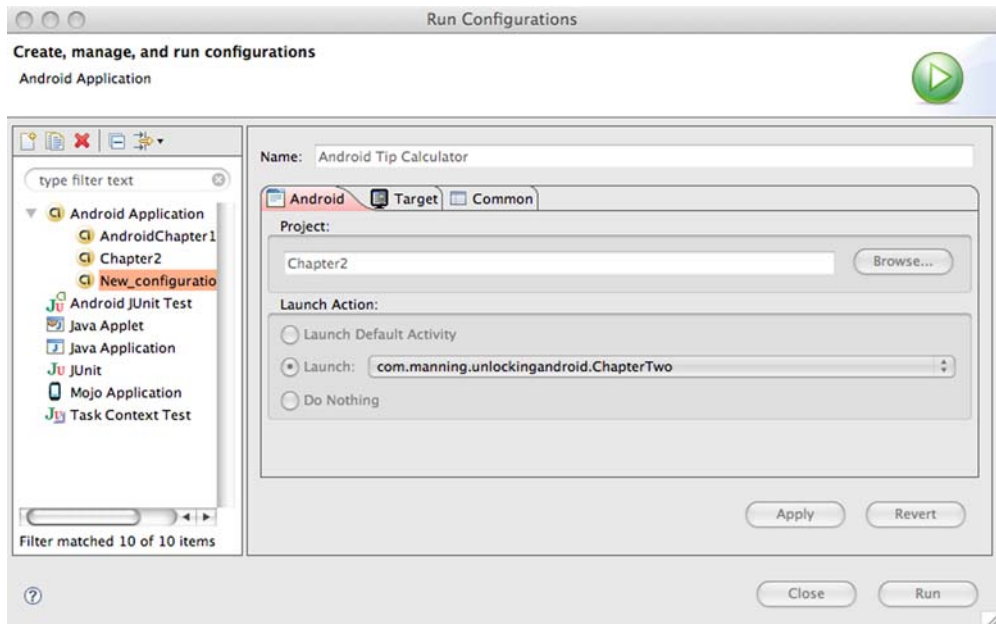 Run Configurations
Create, manage, and run configurations
Android Application
type filter text
Android Application
AndroidChapter1
Chapter2
New_configuratio
Android JUnit Test
Java Applet
Java Application
JUnit
Mojo Application
Task Context Test
Filter matched 10 of 10 items
Name: Android Tip Calculator
Android Target Common
Project:
Chapter2 Browse...
Launch Action:
Launch Default Activity
Launch: com.manning.unlockingandroid.ChapterTwo
Do Nothing
Apply Revert
Close Run